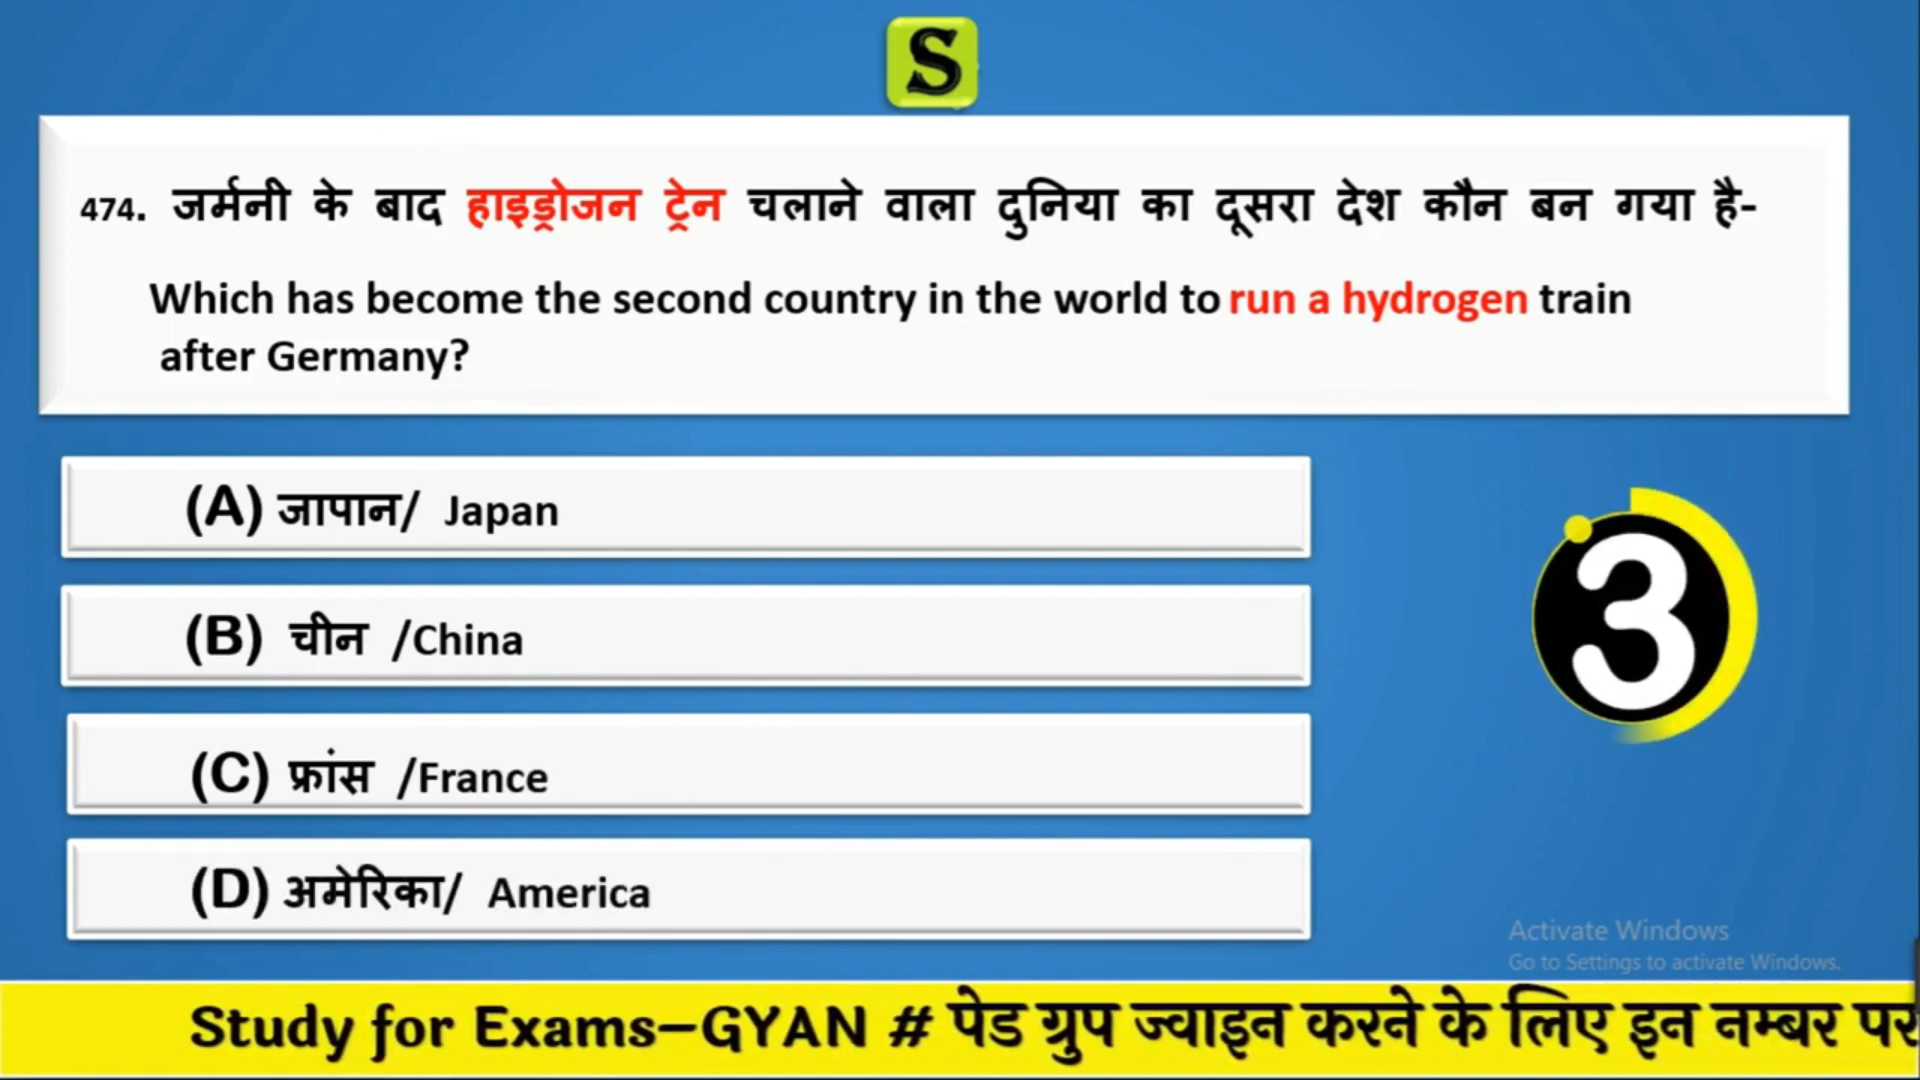 S
474. जर्मनी के बाद हाइड्रोजन ट्रेन चलाने वाला दुनिया का दूसरा देश कौन बन गया है-
Which has become the second country in the world to run a hydrogen train
after Germany?
(A) जापान/ Japan
(B) चीन /China
(C) फ्रांस /France
(D) अमेरिका/ America
3
Activate Windows
Go to Settings to activate Windows.
Study for Exams–GYAN # पेड ग्रुप ज्वाइन करने के लिए इन नम्बर पर